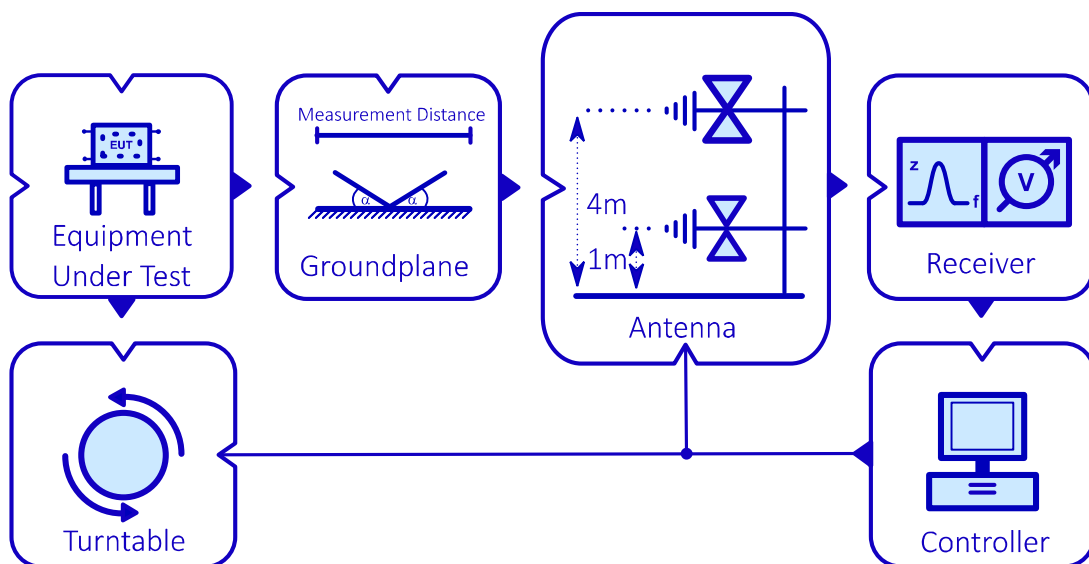 EUT
Equipment
Under Test
Measurement Distance
α α
Groundplane
4m
1m
Antenna
z
f
V
Receiver
Turntable
Controller